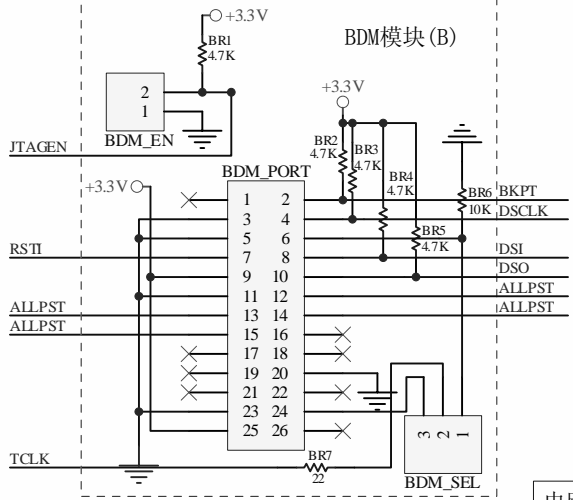 +3.3V
BDM模块(B)
BR1
4.7K
2
1
BDM_EN
JTAGEN
+3.3V
BR2
4.7K
BR3
4.7K
BR4
4.7K
BDM_PORT
+3.3V
BR6
10K
BKPT
DSCLK
1 2
3 4
5 6
BR5
4.7K
RSTI
7 8
DSI
9 10
DSO
11 12
ALLPST
ALLPST
13 14
ALLPST
ALLPST
15 16
17 18
19 20
21 22
23 24
25 26
3 2 1
BDM_SEL
TCLK
BR7
22